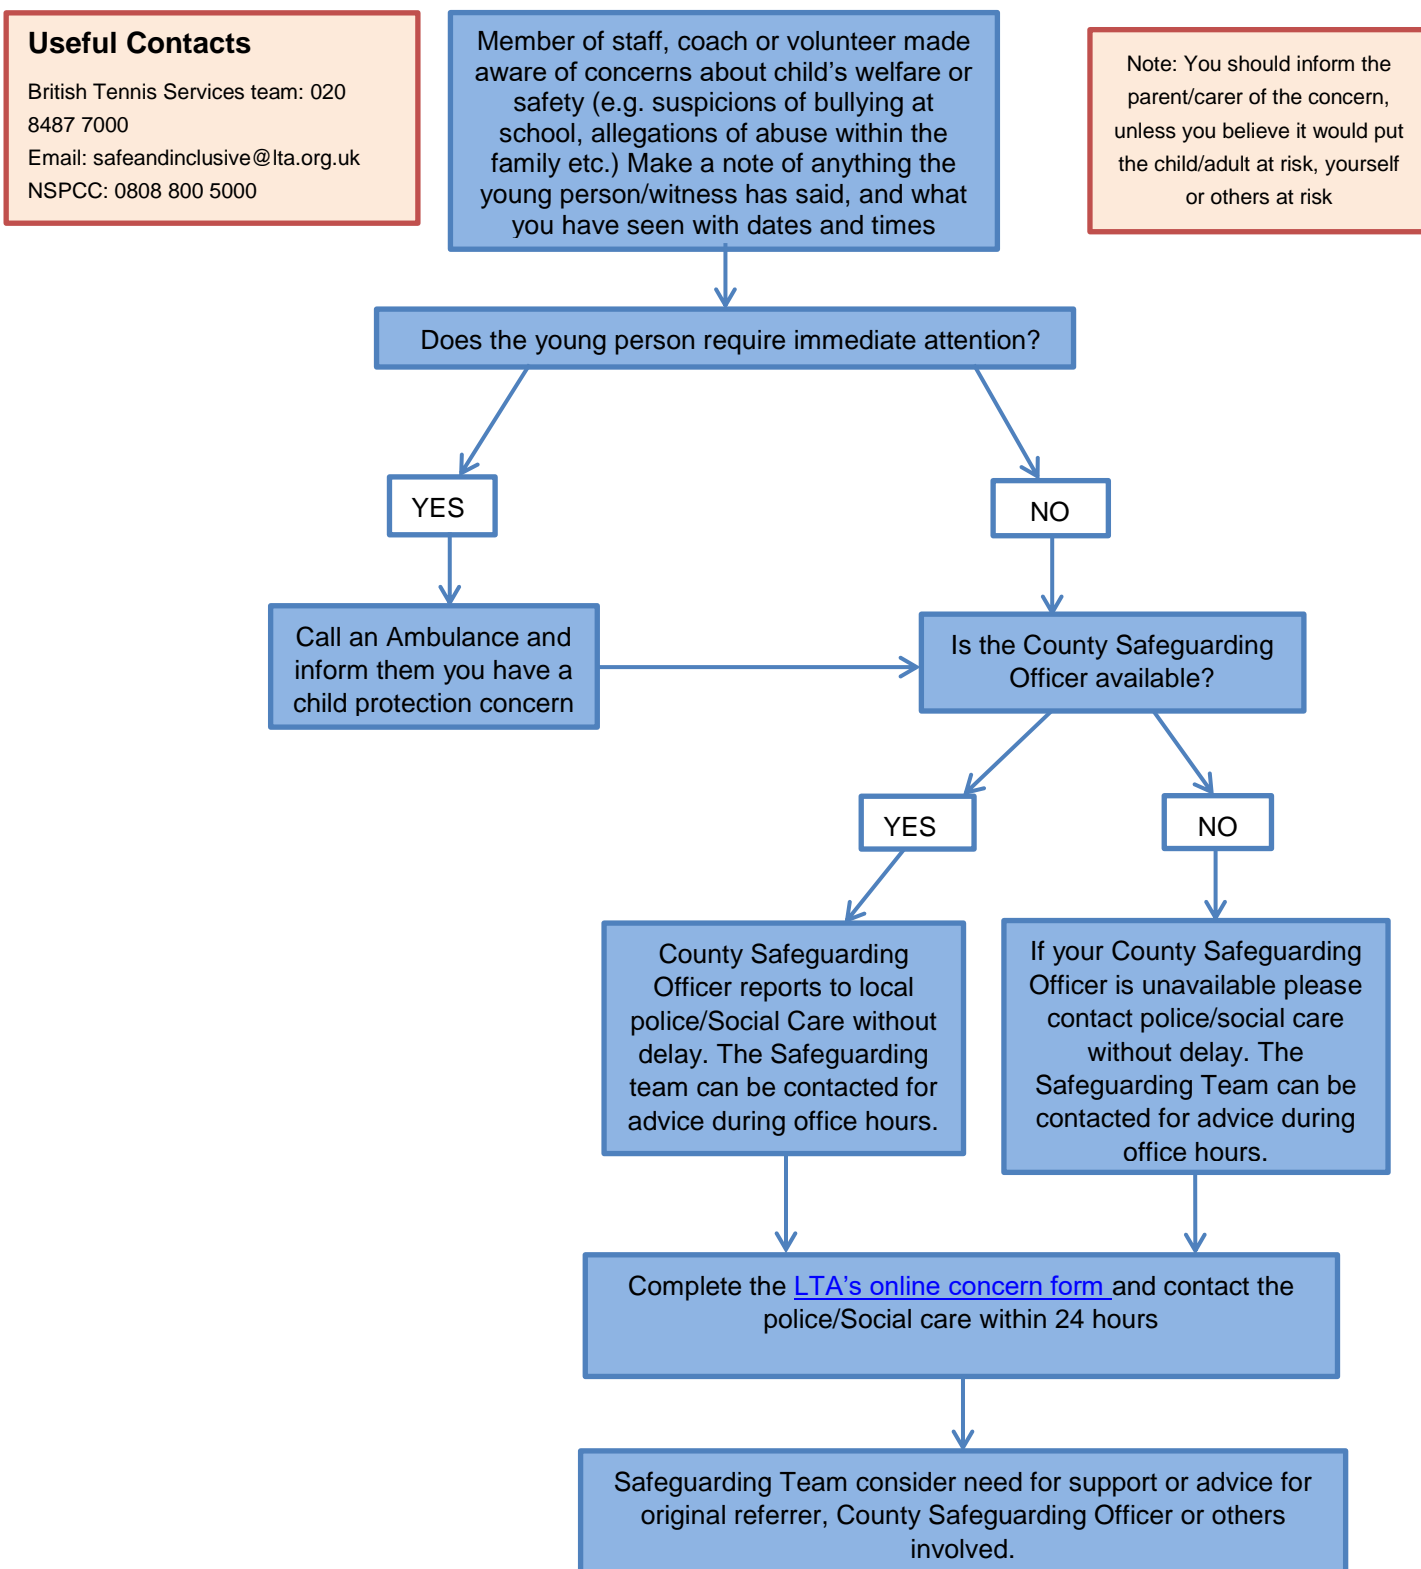 Useful Contacts
British Tennis Services team: 020
8487 7000
Email: safeandinclusive@lta.org.uk
NSPCC: 0808 800 5000
Member of staff, coach or volunteer made
aware of concerns about child’s welfare or
safety (e.g. suspicions of bullying at
school, allegations of abuse within the
family etc.) Make a note of anything the
young person/witness has said, and what
you have seen with dates and times
Note: You should inform the
parent/carer of the concern,
unless you believe it would put
the child/adult at risk, yourself
or others at risk
Does the young person require immediate attention?
YES
NO
Call an Ambulance and
inform them you have a
child protection concern
Is the County Safeguarding
Officer available?
YES
NO
County Safeguarding
Officer reports to local
police/Social Care without
delay. The Safeguarding
team can be contacted for
advice during office hours.
If your County Safeguarding
Officer is unavailable please
contact police/social care
without delay. The
Safeguarding Team can be
contacted for advice during
office hours.
Complete the LTA’s online concern form and contact the
police/Social care within 24 hours
Safeguarding Team consider need for support or advice for
original referrer, County Safeguarding Officer or others
involved.